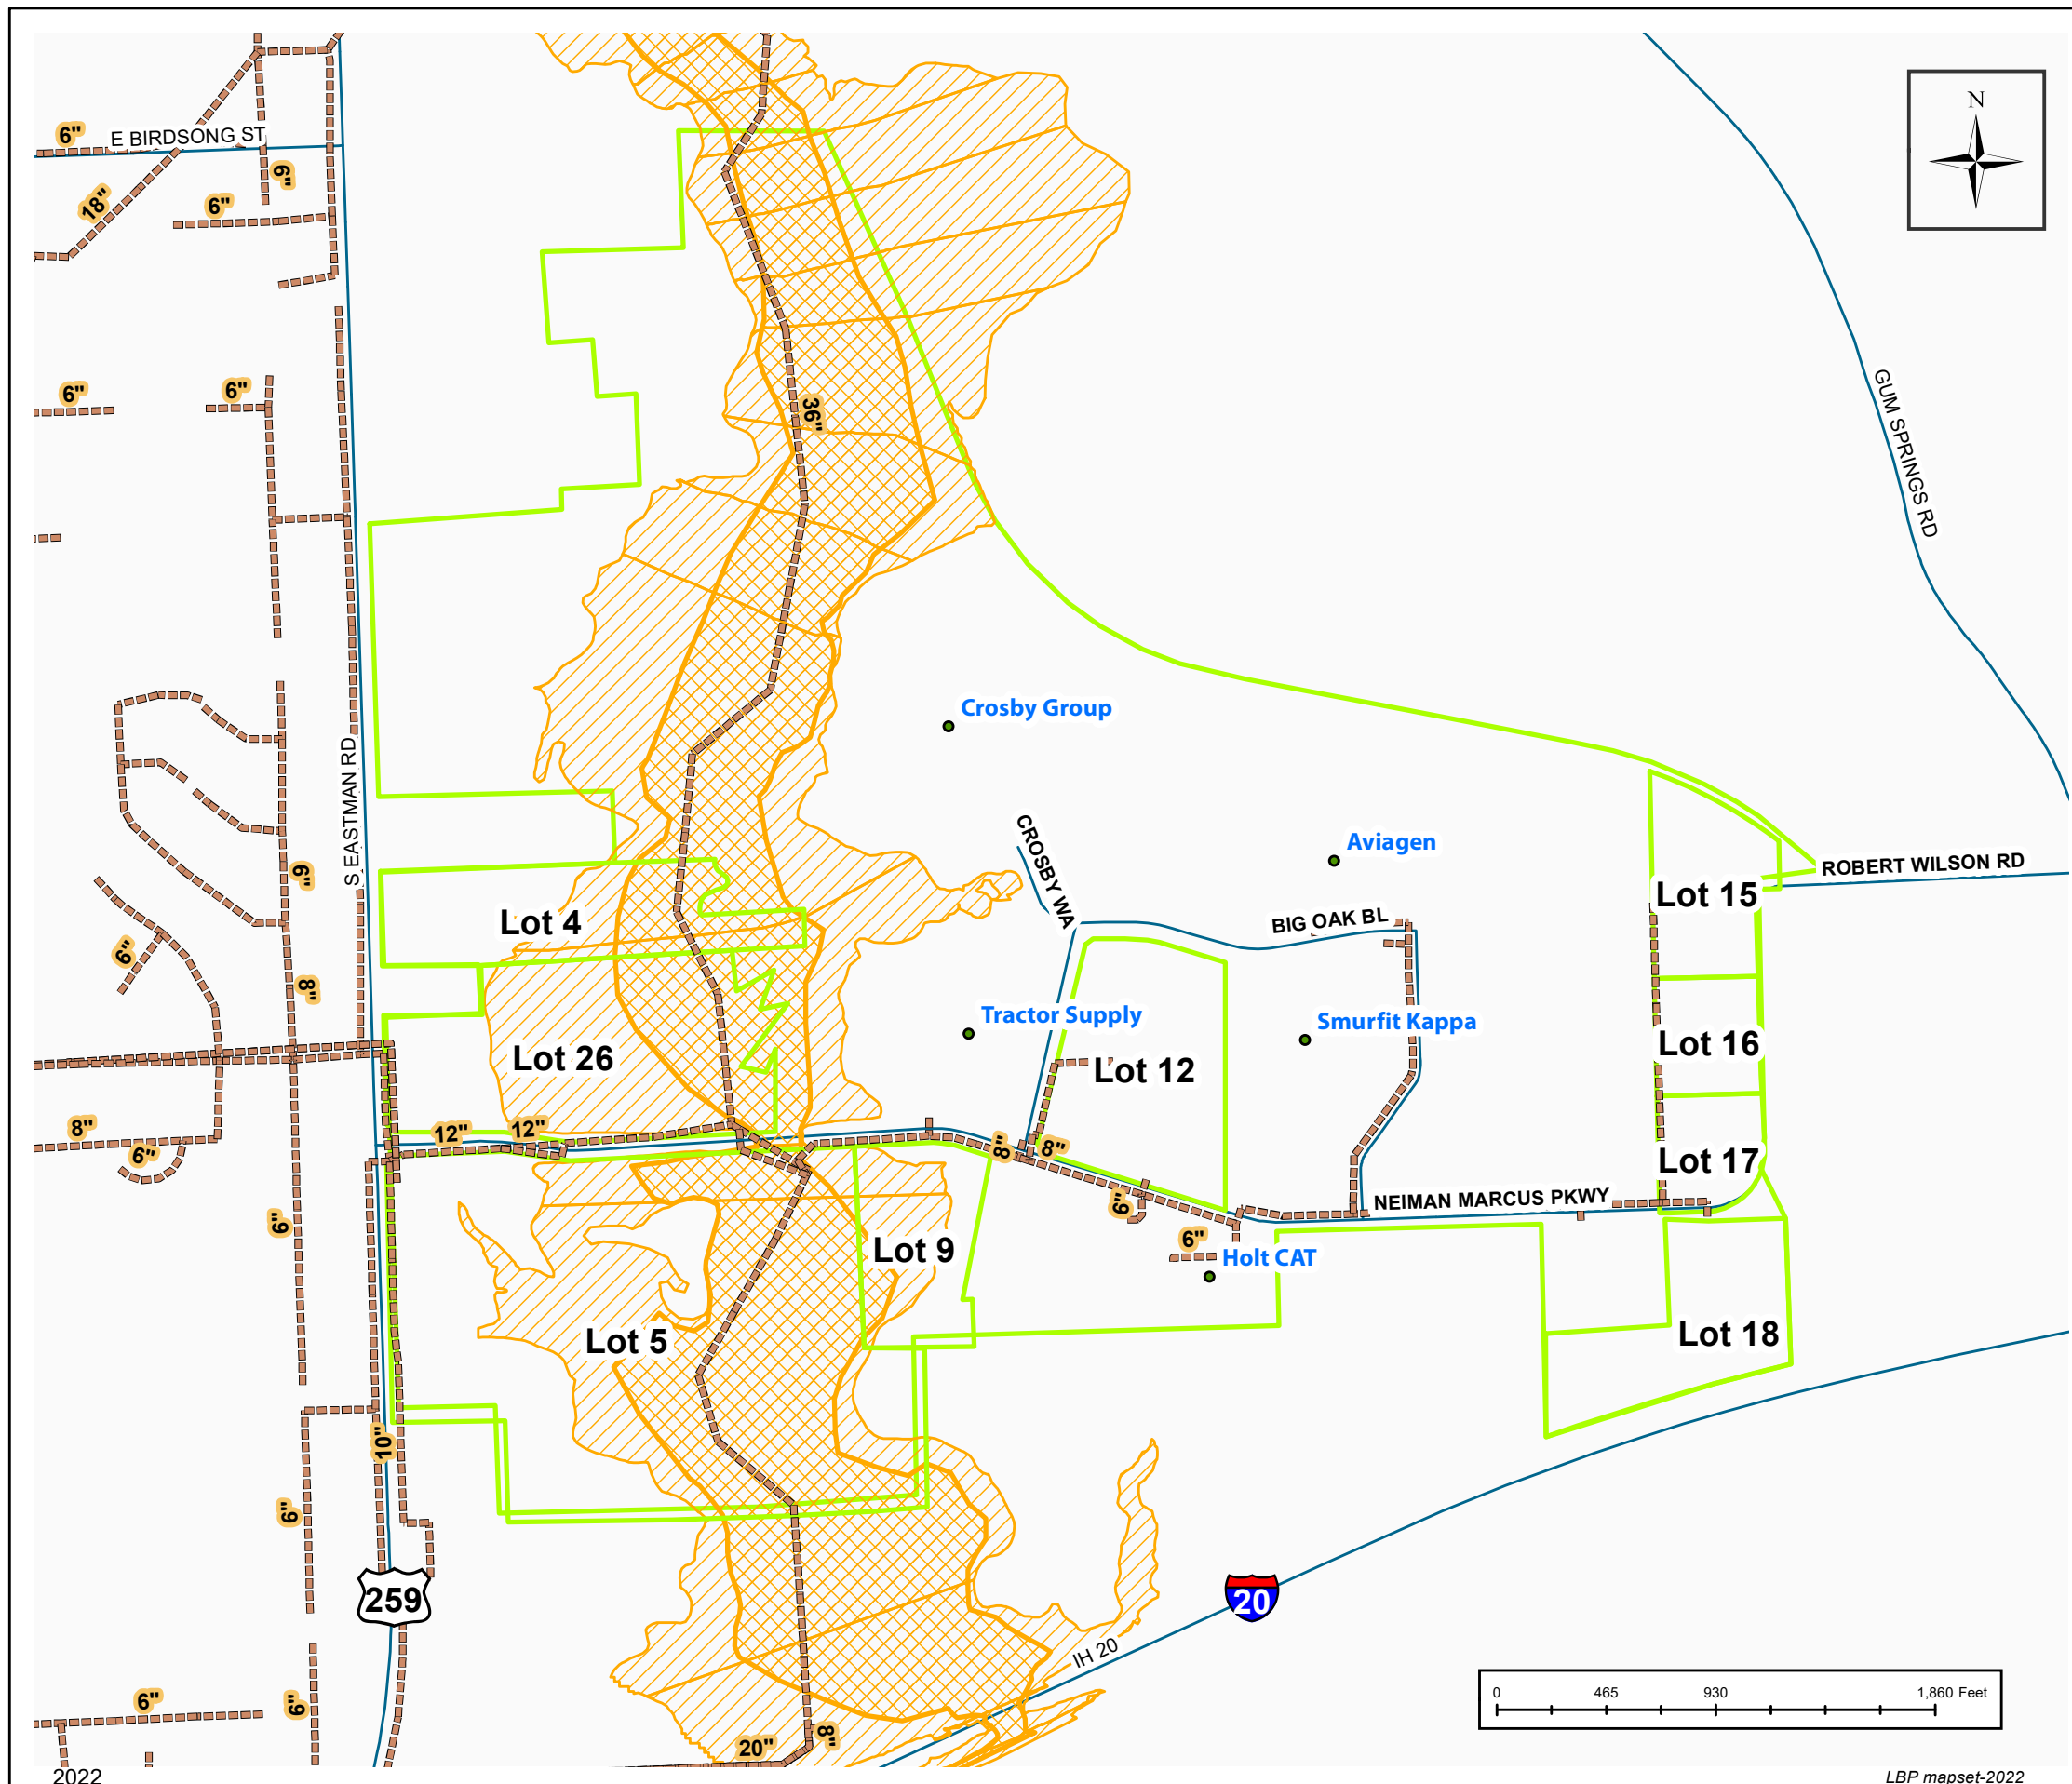 N
6"
E BIRDSONG ST
6"
18"
6"
6"
6"
36"
GUM SPRINGS RD
Crosby Group
S EASTMAN RD
CROSBY WA
Aviagen
ROBERT WILSON RD
6"
Lot 15
Lot 4
BIG OAK BL
6"
8"
Tractor Supply
Smurfit Kappa
Lot 16
Lot 26
Lot 12
8"
12"
12"
8"
8"
6"
Lot 17
6"
6"
NEIMAN MARCUS PKWY
6"
Lot 9
Holt CAT
Lot 5
Lot 18
10"
6"
259
20
IH 20
6"
6"
20"
8"
0 465 930 1,860 Feet
2022
LBP mapset-2022